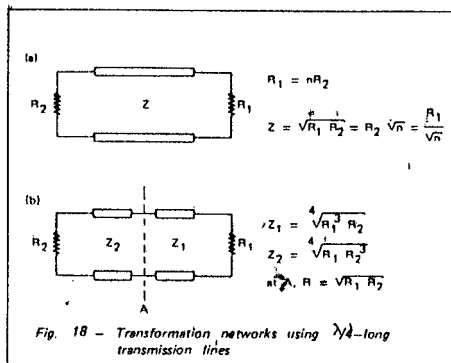 (a)
R₂
Z
R₁
R₁ = nR₂
Z = √R₁ R₂ = R₂ √n = R₁/√n
(b)
R₂
Z₂
Z₁
R₁
A
Z₁ = ⁴√R₁³ R₂
Z₂ = ⁴√R₁ R₂³
at A, R = √R₁ R₂
Fig. 18 – Transformation networks using λ/4–long
transmission lines